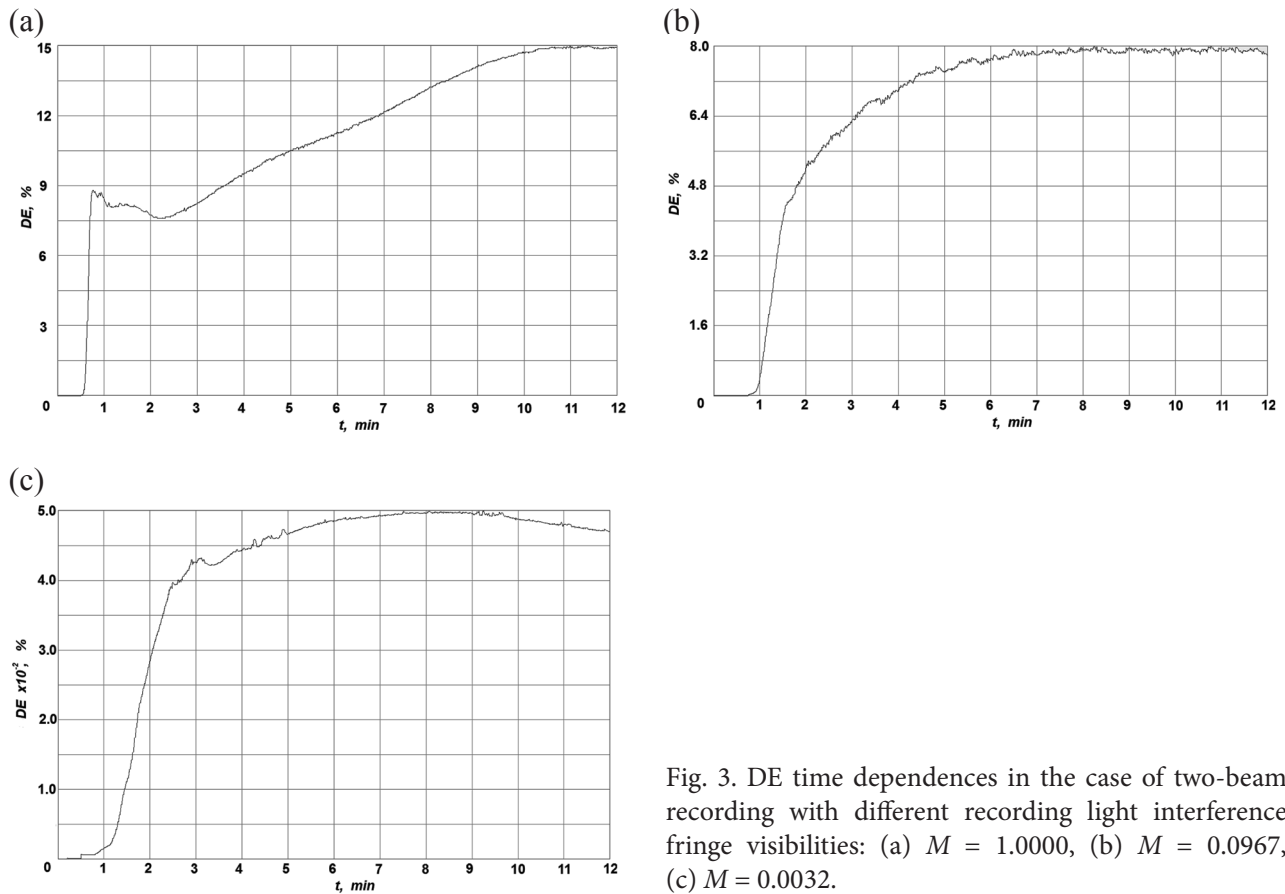 (a)
15
12
9
6
3
0
DE, %
1 2 3 4 5 6 7 8 9 10 11 12
t, min
(b)
8.0
6.4
4.8
3.2
1.6
0
DE, %
1 2 3 4 5 6 7 8 9 10 11 12
t, min
(c)
5.0
4.0
3.0
2.0
1.0
0
DE x10⁻², %
1 2 3 4 5 6 7 8 9 10 11 12
t, min
Fig. 3. DE time dependences in the case of two-beam
recording with different recording light interference
fringe visibilities: (a) M = 1.0000, (b) M = 0.0967,
(c) M = 0.0032.